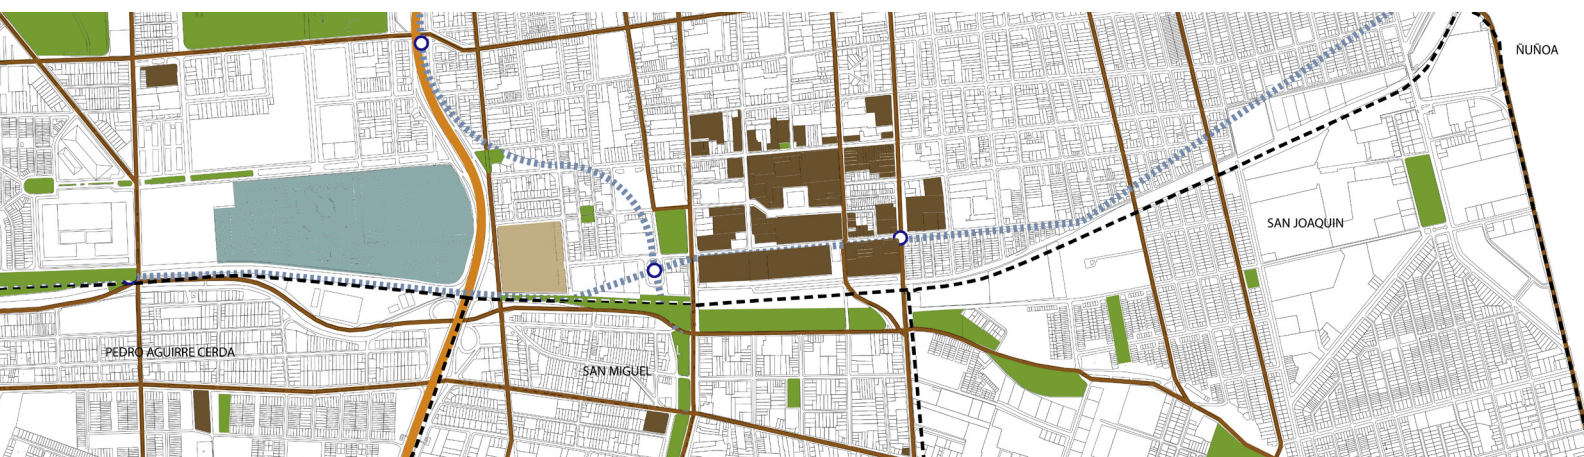 ÑUÑOA
SAN JOAQUIN
PEDRO AGUIRRE CERDA
SAN MIGUEL